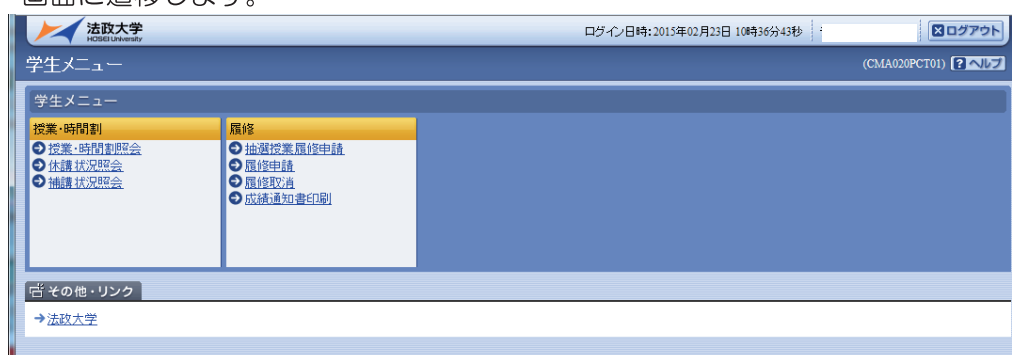 画面に遷移します。
法政大学
HOSEI University
ログイン日時:2015年02月23日 10時36分43秒
ログアウト
学生メニュー
(CMA020PCT01) ? ヘルプ
学生メニュー
授業・時間割
授業・時間割照会
休講状況照会
補講状況照会
履修
抽選授業履修申請
履修申請
履修取消
成績通知書印刷
その他・リンク
法政大学